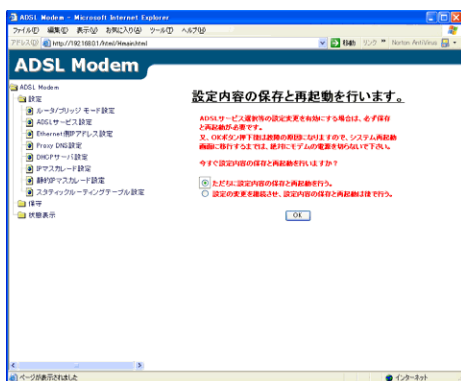 ADSL Modem - Microsoft Internet Explorer
ファイル(F) 編集(E) 表示(V) お気に入り(A) ツール(T) ヘルプ(H)
アドレス(D) http://192.168.0.1/html/Hmain.html 移動 リンク » Norton AntiVirus
ADSL Modem
ADSL Modem
設定
ルータ/ブリッジ モード設定
ADSLサービス設定
Ethernet側IPアドレス設定
Proxy DNS設定
DHCPサーバ設定
IPマスカレード設定
静的IPマスカレード設定
スタティックルーティングテーブル設定
保守
状態表示
設定内容の保存と再起動を行います。
ADSLサービス選択等の設定変更を有効にする場合は、必ず保存
と再起動が必要です。
又、OKボタン押下後は故障の原因になりますので、システム再起動
画面に移行するまでは、絶対にモデムの電源を切らないで下さい。
今すぐ設定内容の保存と再起動を行いますか?
ただちに設定内容の保存と再起動を行う。
設定の変更を継続させ、設定内容の保存と再起動は後で行う。
OK
ページが表示されました
インターネット